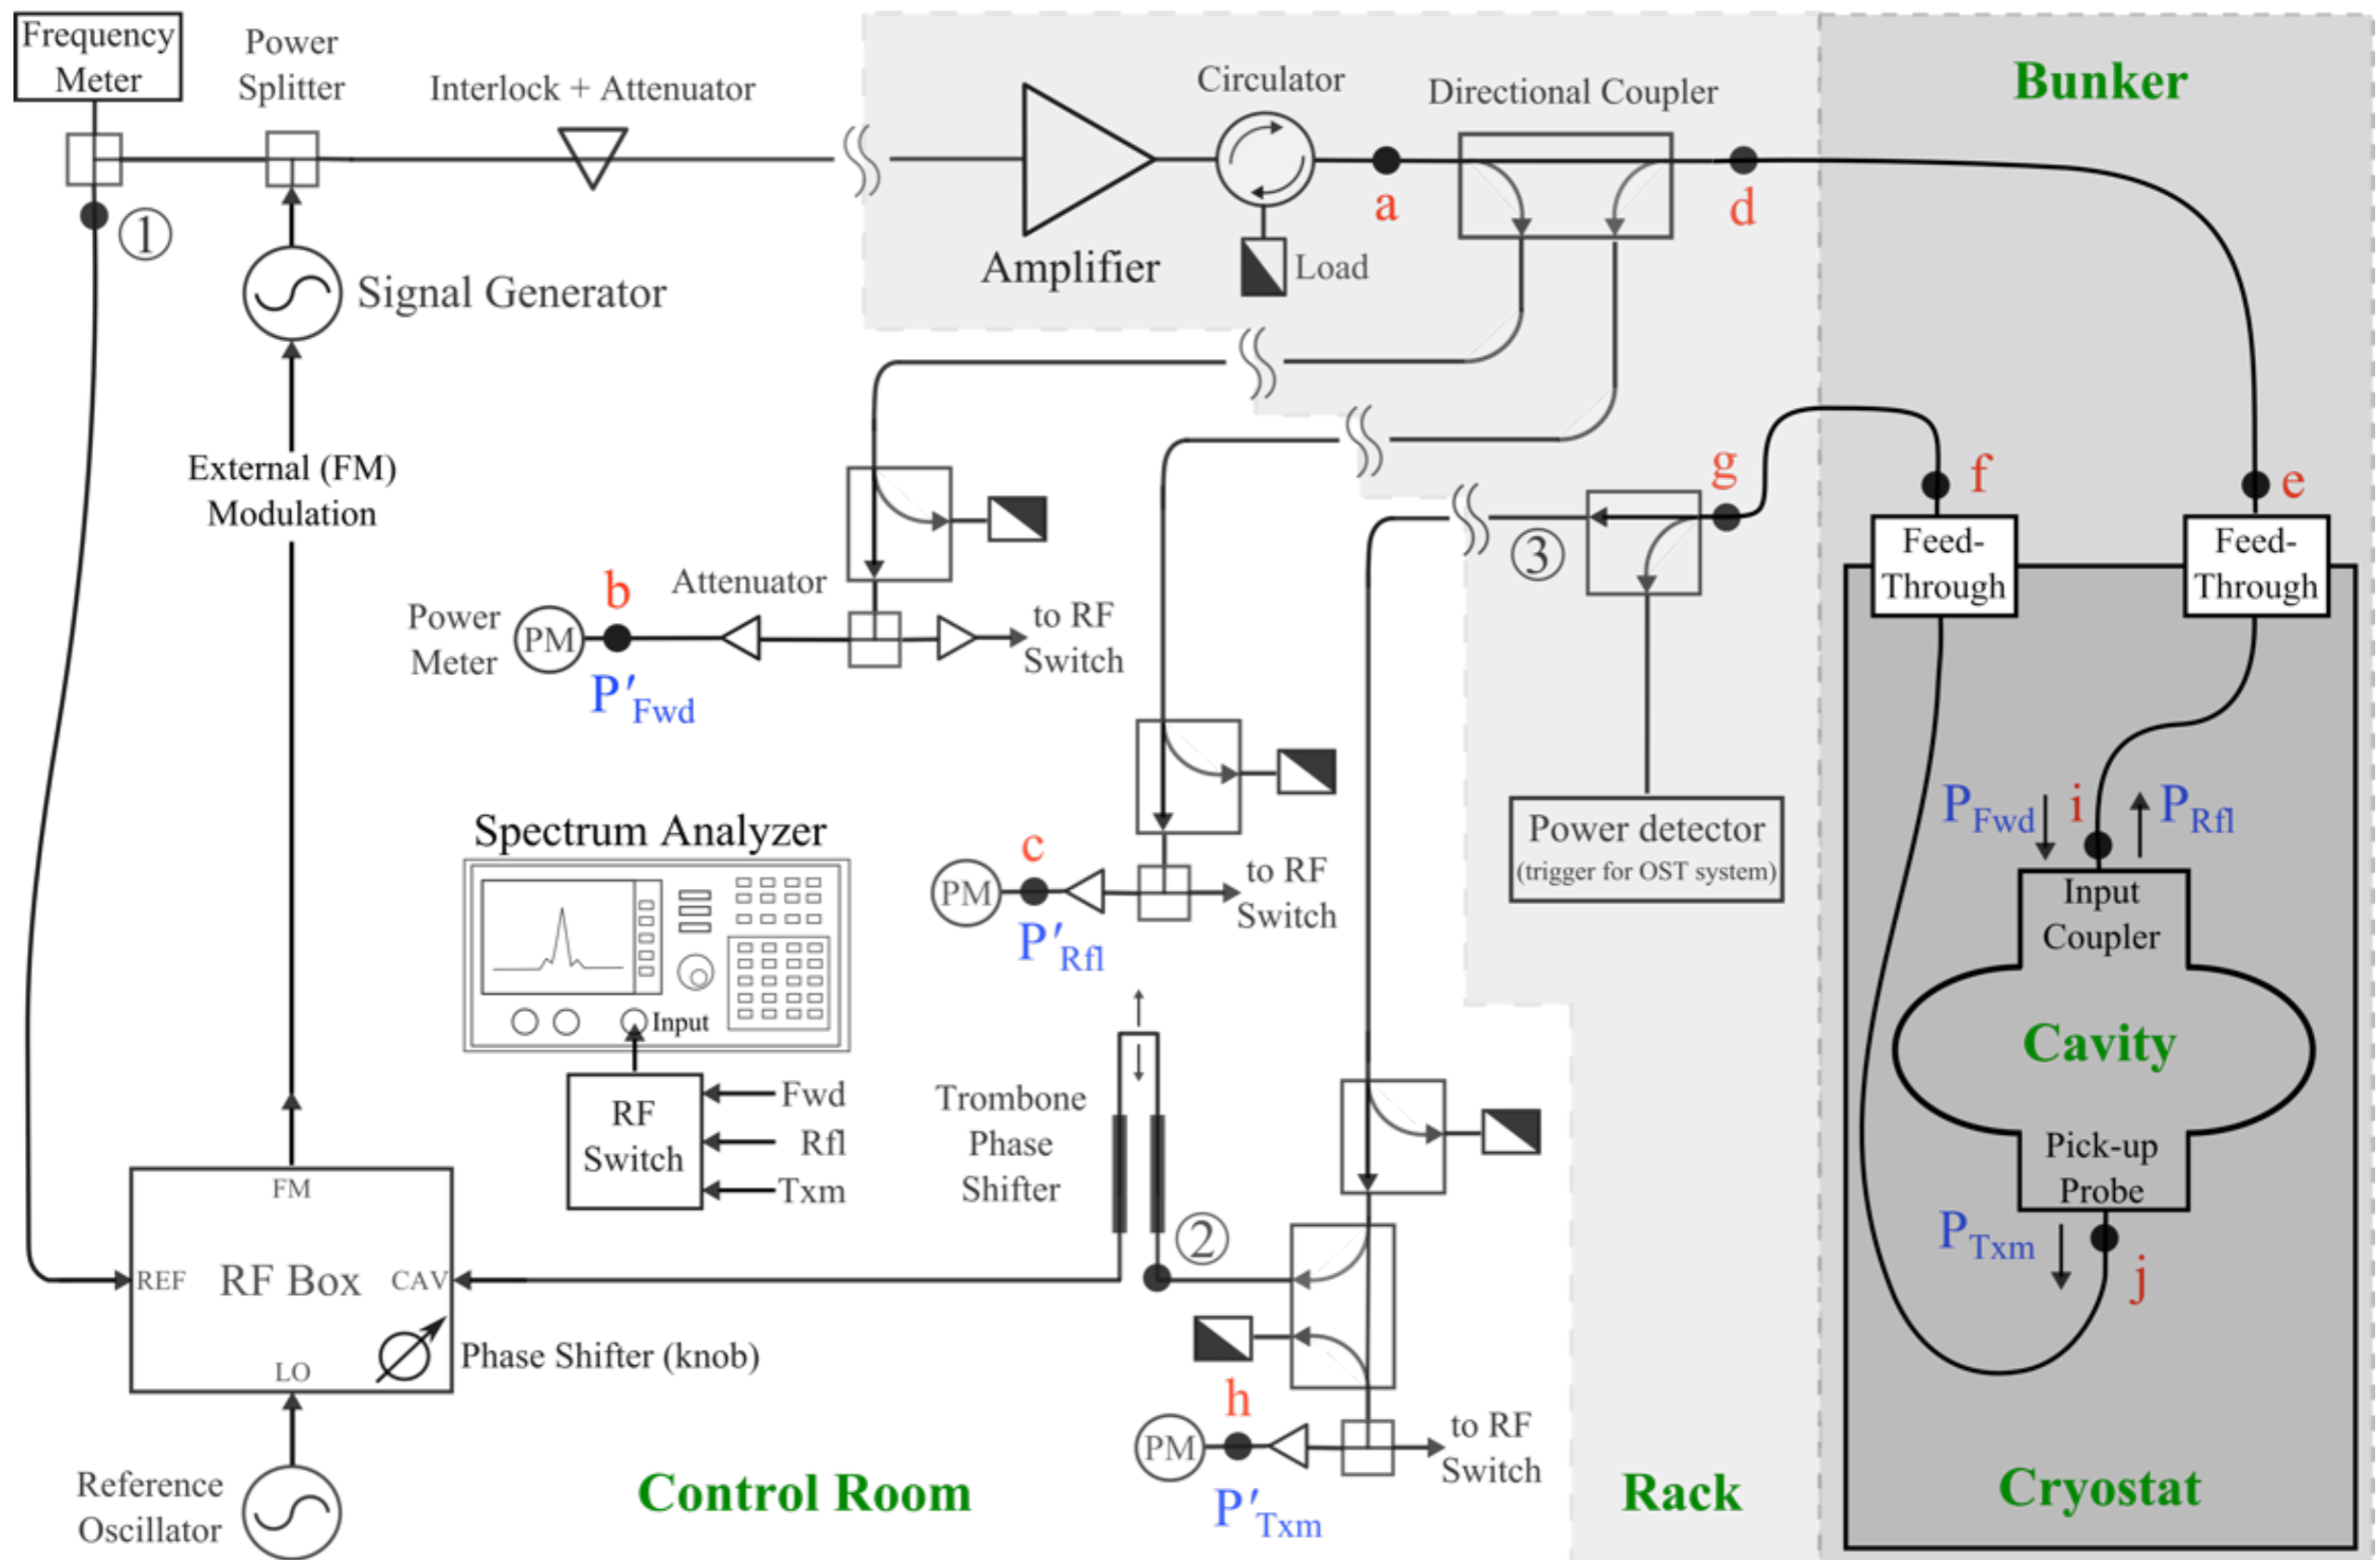 Frequency
Meter
Power
Splitter
Interlock + Attenuator
Circulator
Directional Coupler
Bunker
a
d
1
Amplifier
Load
Signal Generator
External (FM)
Modulation
g
f
e
3
Feed-
Through
Feed-
Through
Power
Meter
PM
b
Attenuator
to RF
Switch
P'Fwd
Spectrum Analyzer
Input
PM
c
to RF
Switch
P'Rfl
Power detector
(trigger for OST system)
PFwd
i
PRfl
Input
Coupler
Cavity
Pick-up
Probe
PTxm
j
RF
Switch
Fwd
Rfl
Txm
Trombone
Phase
Shifter
2
FM
REF
RF Box
CAV
LO
Phase Shifter (knob)
h
PM
to RF
Switch
P'Txm
Reference
Oscillator
Control Room
Rack
Cryostat